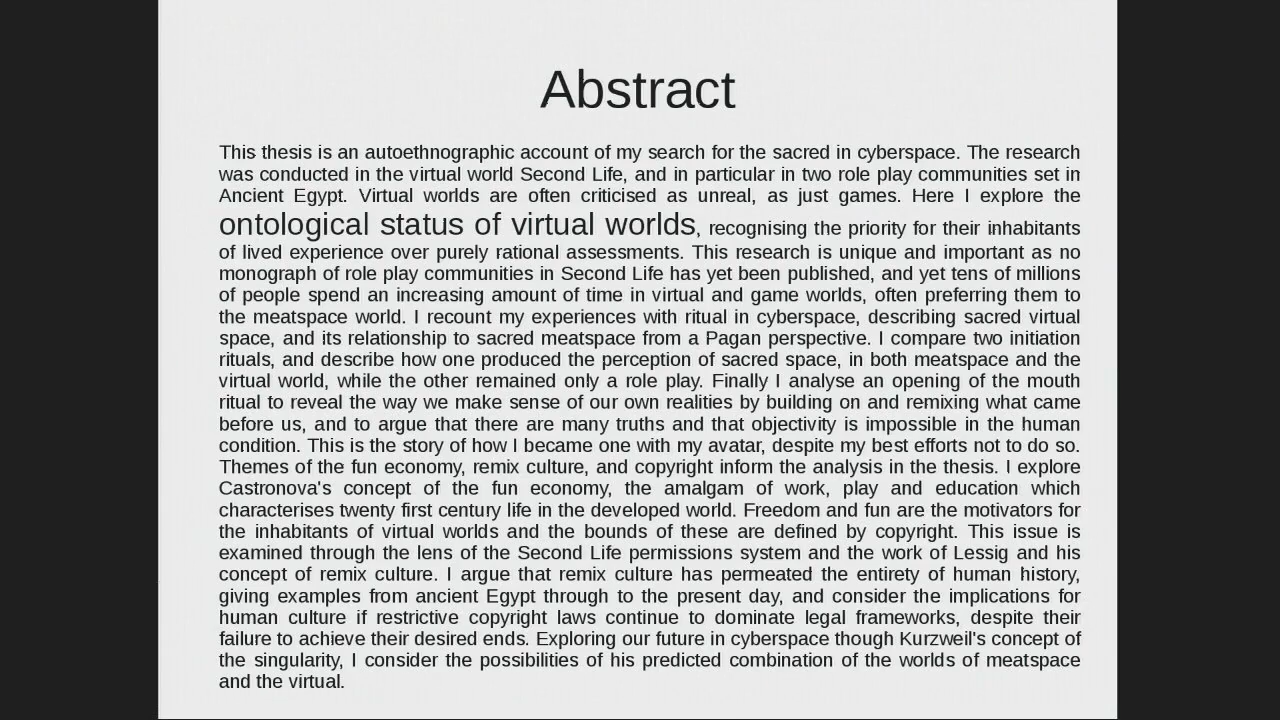 Abstract
This thesis is an autoethnographic account of my search for the sacred in cyberspace. The research
was conducted in the virtual world Second Life, and in particular in two role play communities set in
Ancient Egypt. Virtual worlds are often criticised as unreal, as just games. Here I explore the
ontological status of virtual worlds, recognising the priority for their inhabitants
of lived experience over purely rational assessments. This research is unique and important as no
monograph of role play communities in Second Life has yet been published, and yet tens of millions
of people spend an increasing amount of time in virtual and game worlds, often preferring them to
the meatspace world. I recount my experiences with ritual in cyberspace, describing sacred virtual
space, and its relationship to sacred meatspace from a Pagan perspective. I compare two initiation
rituals, and describe how one produced the perception of sacred space, in both meatspace and the
virtual world, while the other remained only a role play. Finally I analyse an opening of the mouth
ritual to reveal the way we make sense of our own realities by building on and remixing what came
before us, and to argue that there are many truths and that objectivity is impossible in the human
condition. This is the story of how I became one with my avatar, despite my best efforts not to do so.
Themes of the fun economy, remix culture, and copyright inform the analysis in the thesis. I explore
Castronova's concept of the fun economy, the amalgam of work, play and education which
characterises twenty first century life in the developed world. Freedom and fun are the motivators for
the inhabitants of virtual worlds and the bounds of these are defined by copyright. This issue is
examined through the lens of the Second Life permissions system and the work of Lessig and his
concept of remix culture. I argue that remix culture has permeated the entirety of human history,
giving examples from ancient Egypt through to the present day, and consider the implications for
human culture if restrictive copyright laws continue to dominate legal frameworks, despite their
failure to achieve their desired ends. Exploring our future in cyberspace though Kurzweil's concept of
the singularity, I consider the possibilities of his predicted combination of the worlds of meatspace
and the virtual.